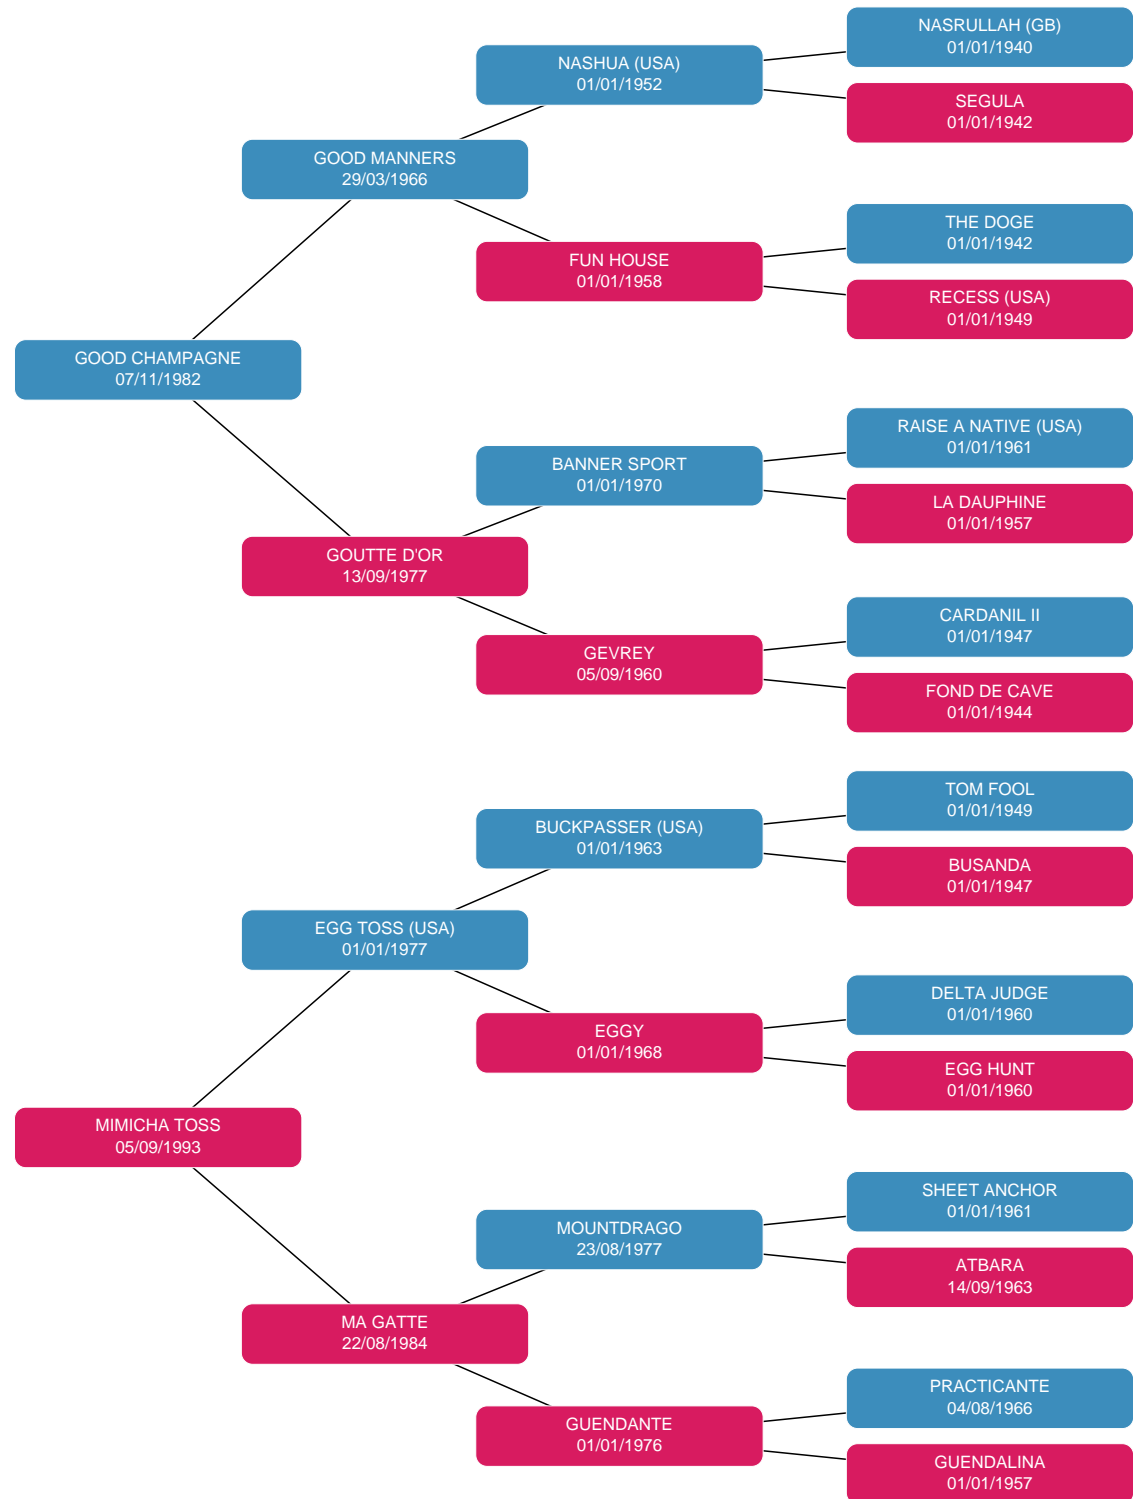 NASRULLAH (GB)
01/01/1940
NASHUA (USA)
01/01/1952
SEGULA
01/01/1942
GOOD MANNERS
29/03/1966
THE DOGE
01/01/1942
FUN HOUSE
01/01/1958
RECESS (USA)
01/01/1949
GOOD CHAMPAGNE
07/11/1982
RAISE A NATIVE (USA)
01/01/1961
BANNER SPORT
01/01/1970
LA DAUPHINE
01/01/1957
GOUTTE D'OR
13/09/1977
CARDANIL II
01/01/1947
GEVREY
05/09/1960
FOND DE CAVE
01/01/1944
TOM FOOL
01/01/1949
BUCKPASSER (USA)
01/01/1963
BUSANDA
01/01/1947
EGG TOSS (USA)
01/01/1977
DELTA JUDGE
01/01/1960
EGGY
01/01/1968
EGG HUNT
01/01/1960
MIMICHA TOSS
05/09/1993
SHEET ANCHOR
01/01/1961
MOUNTDRAGO
23/08/1977
ATBARA
14/09/1963
MA GATTE
22/08/1984
PRACTICANTE
04/08/1966
GUENDANTE
01/01/1976
GUENDALINA
01/01/1957